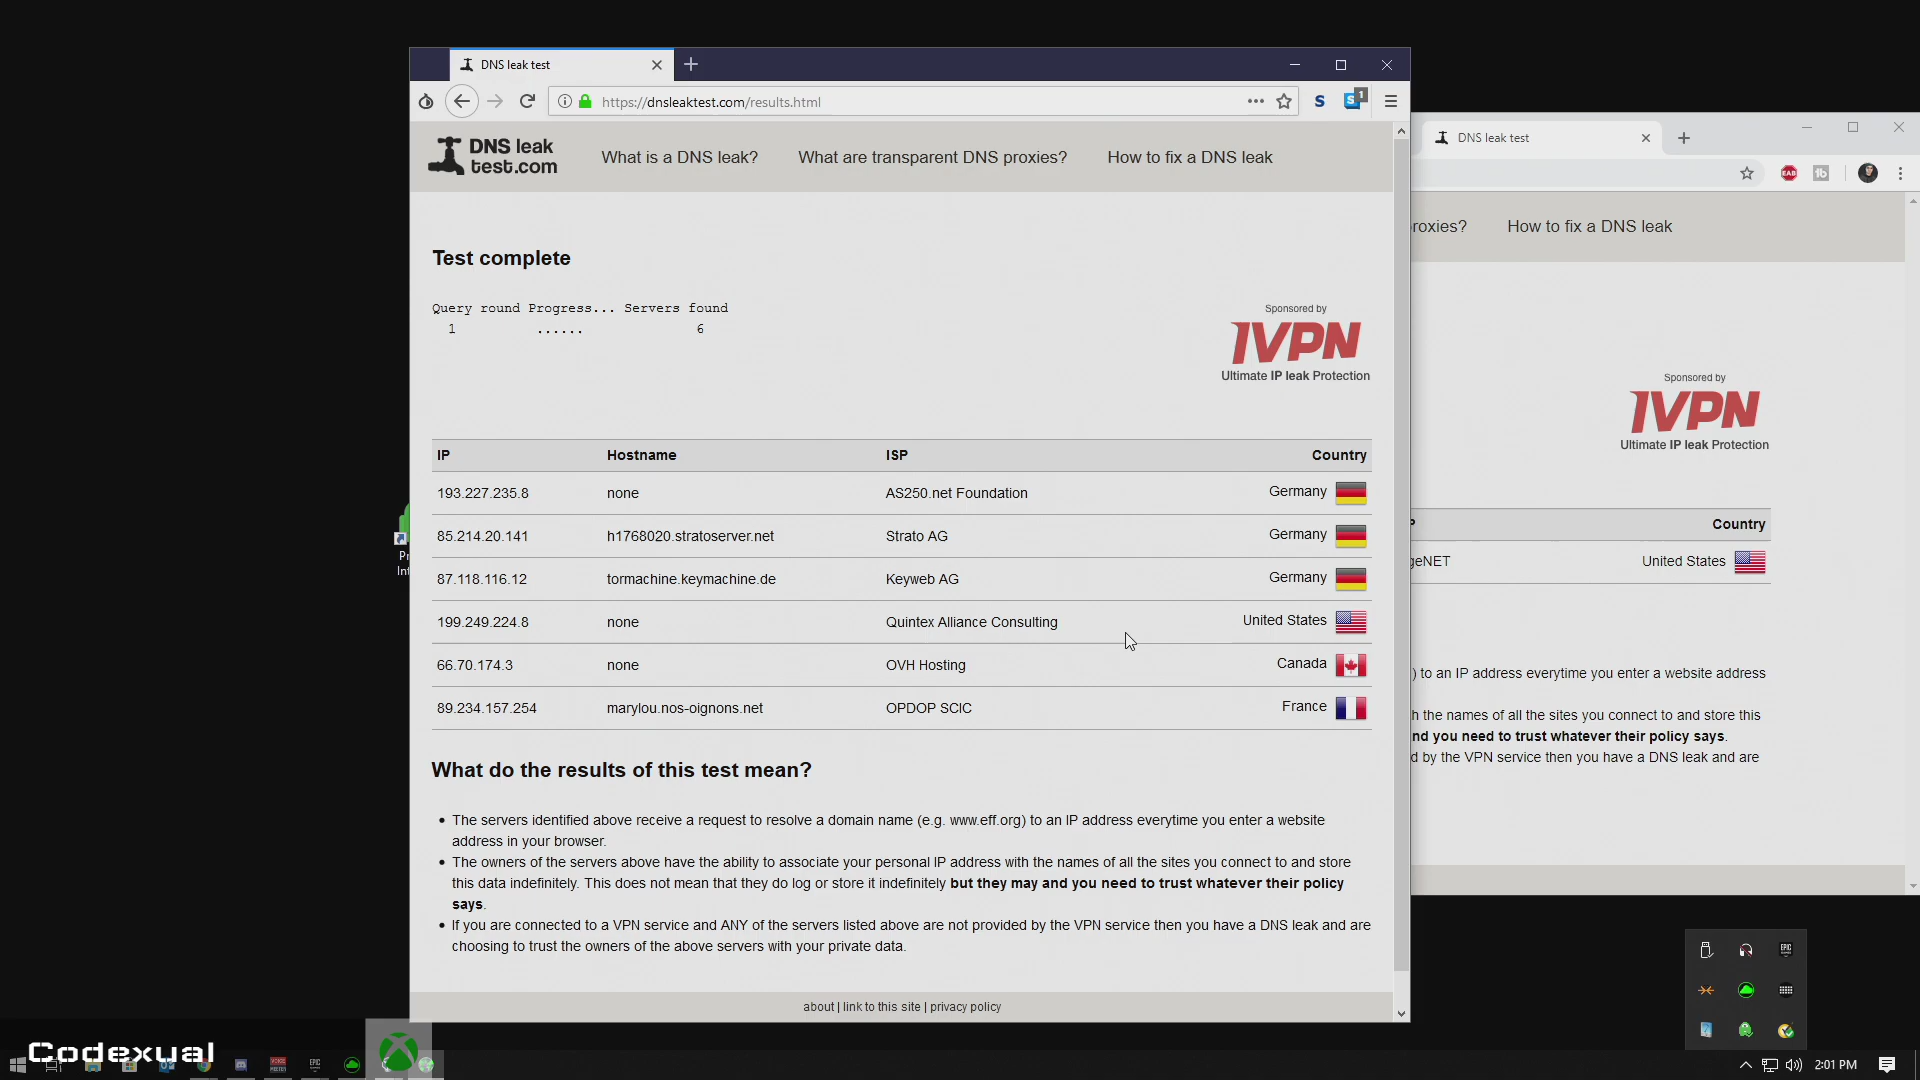 DNS leak test
https://dnsleaktest.com/results.html
S
1
DNS leak
test.com
What is a DNS leak?
What are transparent DNS proxies?
How to fix a DNS leak
Test complete
Query round Progress... Servers found
1 ...... 6
Sponsored by
IVPN
Ultimate IP leak Protection
IP Hostname ISP Country
193.227.235.8 none AS250.net Foundation Germany
85.214.20.141 h1768020.stratoserver.net Strato AG Germany
87.118.116.12 tormachine.keymachine.de Keyweb AG Germany
199.249.224.8 none Quintex Alliance Consulting United States
66.70.174.3 none OVH Hosting Canada
89.234.157.254 marylou.nos-oignons.net OPDOP SCIC France
What do the results of this test mean?
The servers identified above receive a request to resolve a domain name (e.g. www.eff.org) to an IP address everytime you enter a website
address in your browser.
The owners of the servers above have the ability to associate your personal IP address with the names of all the sites you connect to and store
this data indefinitely. This does not mean that they do log or store it indefinitely but they may and you need to trust whatever their policy
says.
If you are connected to a VPN service and ANY of the servers listed above are not provided by the VPN service then you have a DNS leak and are
choosing to trust the owners of the above servers with your private data.
about | link to this site | privacy policy
DNS leak test
EAB
tb
roxies?
How to fix a DNS leak
Sponsored by
IVPN
Ultimate IP leak Protection
Country
geNET United States
) to an IP address everytime you enter a website address
h the names of all the sites you connect to and store this
nd you need to trust whatever their policy says.
d by the VPN service then you have a DNS leak and are
Pr
Int
EPIC
Codexual
EPIC
2:01 PM